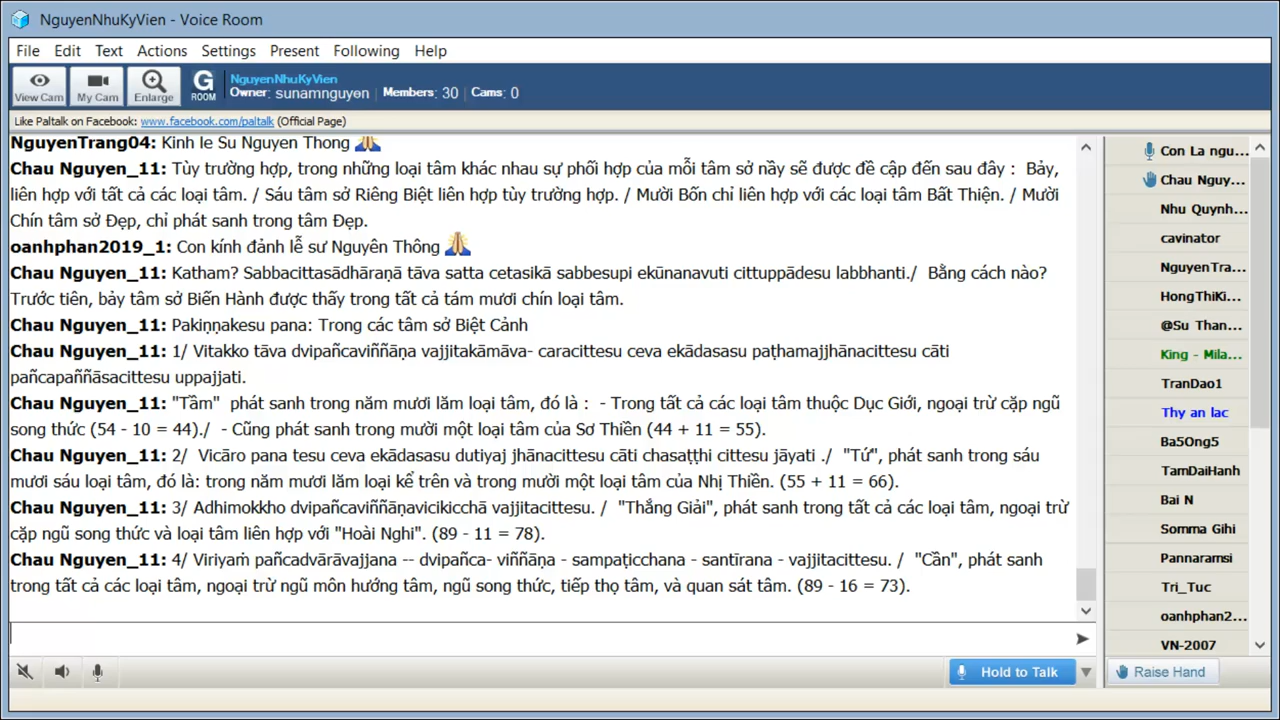 NguyenNhuKyVien - Voice Room
File Edit Text Actions Settings Present Following Help
View Cam My Cam Enlarge G ROOM NguyenNhuKyVien
Owner: sunamnguyen | Members: 30 | Cams: 0
Like Paltalk on Facebook: www.facebook.com/paltalk (Official Page)
NguyenTrang04: Kinh le Su Nguyen Thong 🙏
Chau Nguyen_11: Tùy trường hợp, trong những loại tâm khác nhau sự phối hợp của mỗi tâm sở nầy sẽ được đề cập đến sau đây : Bảy,
liên hợp với tất cả các loại tâm. / Sáu tâm sở Riêng Biệt liên hợp tùy trường hợp. / Mười Bốn chỉ liên hợp với các loại tâm Bất Thiện. / Mười
Chín tâm sở Đẹp, chỉ phát sanh trong tâm Đẹp.
oanhphan2019_1: Con kính đảnh lễ sư Nguyên Thông 🙏
Chau Nguyen_11: Katham? Sabbacittasādhāraṇā tāva satta cetasikā sabbesupi ekūnanavuti cittuppādesu labbhanti./ Bằng cách nào?
Trước tiên, bảy tâm sở Biến Hành được thấy trong tất cả tám mươi chín loại tâm.
Chau Nguyen_11: Pakiṇṇakesu pana: Trong các tâm sở Biệt Cảnh
Chau Nguyen_11: 1/ Vitakko tāva dvipañcaviññāṇa vajjitakāmāva- caracittesu ceva ekādasasu paṭhamajjhānacittesu cāti
pañcapaññāsacittesu uppajjati.
Chau Nguyen_11: "Tầm" phát sanh trong năm mươi lăm loại tâm, đó là : - Trong tất cả các loại tâm thuộc Dục Giới, ngoại trừ cặp ngũ
song thức (54 - 10 = 44)./ - Cũng phát sanh trong mười một loại tâm của Sơ Thiền (44 + 11 = 55).
Chau Nguyen_11: 2/ Vicāro pana tesu ceva ekādasasu dutiyaj jhānacittesu cāti chasaṭṭhi cittesu jāyati ./ "Tứ", phát sanh trong sáu
mươi sáu loại tâm, đó là: trong năm mươi lăm loại kể trên và trong mười một loại tâm của Nhị Thiền. (55 + 11 = 66).
Chau Nguyen_11: 3/ Adhimokkho dvipañcaviññāṇavicikicchā vajjitacittesu. / "Thắng Giải", phát sanh trong tất cả các loại tâm, ngoại trừ
cặp ngũ song thức và loại tâm liên hợp với "Hoài Nghi". (89 - 11 = 78).
Chau Nguyen_11: 4/ Viriyaṁ pañcadvārāvajjana -- dvipañca- viññāṇa - sampaṭicchana - santīrana - vajjitacittesu. / "Cần", phát sanh
trong tất cả các loại tâm, ngoại trừ ngũ môn hướng tâm, ngũ song thức, tiếp thọ tâm, và quan sát tâm. (89 - 16 = 73).
Con La ngu...
Chau Nguy...
Nhu Quynh...
cavinator
NguyenTra...
HongThiKi...
@Su Than...
King - Mila...
TranDao1
Thy an lac
Ba5Ong5
TamDaiHanh
Bai N
Somma Gihi
Pannaramsi
Tri_Tuc
oanhphan2...
VN-2007
Hold to Talk
Raise Hand